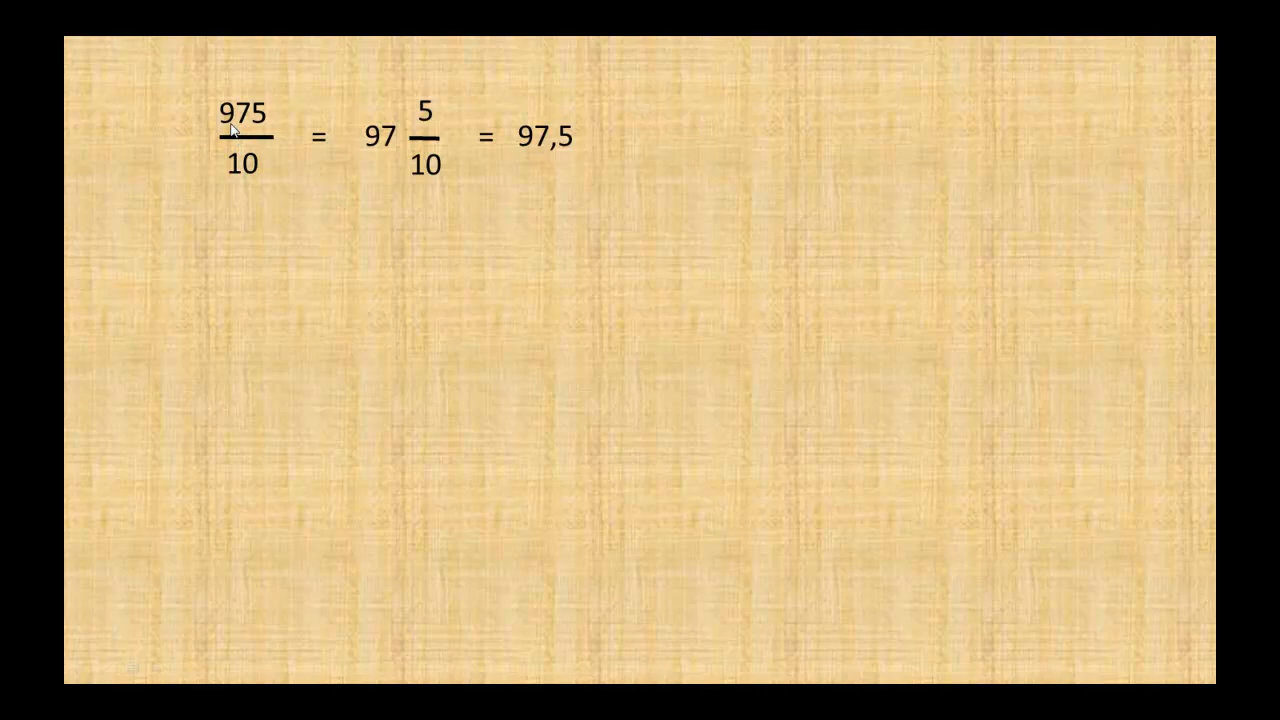 975/10 = 97 5/10 = 97,5